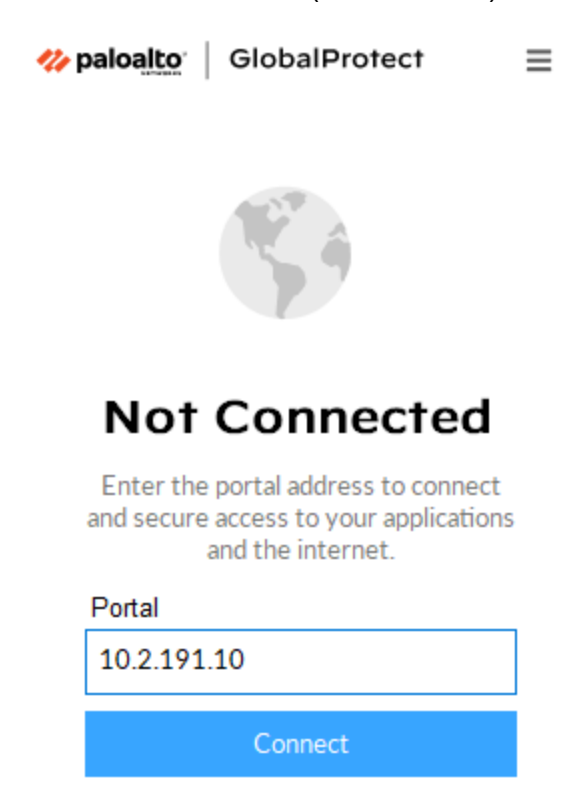 paloalto
NETWORKS
GlobalProtect
Not Connected
Enter the portal address to connect
and secure access to your applications
and the internet.
Portal
10.2.191.10
Connect